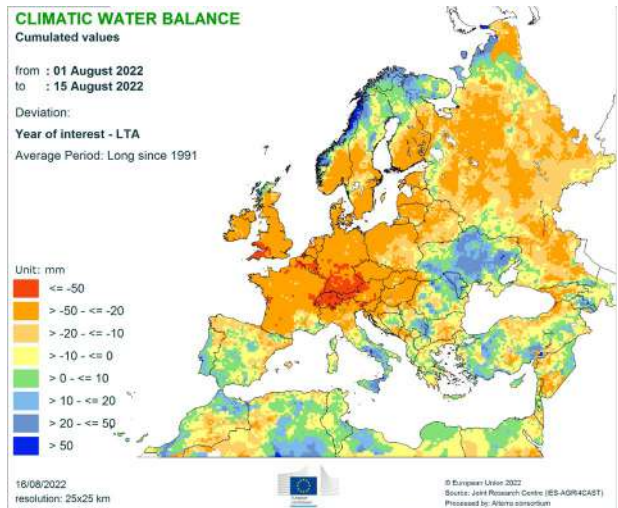 CLIMATIC WATER BALANCE
Cumulated values
from : 01 August 2022
to : 15 August 2022
Deviation:
Year of interest - LTA
Average Period: Long since 1991
Unit: mm
<= -50
> -50 - <= -20
> -20 - <= -10
> -10 - <= 0
> 0 - <= 10
> 10 - <= 20
> 20 - <= 50
> 50
16/08/2022
resolution: 25x25 km
© European Union 2022
Source: Joint Research Centre (IES-AGRI4CAST)
Processed by: Alterra consortium